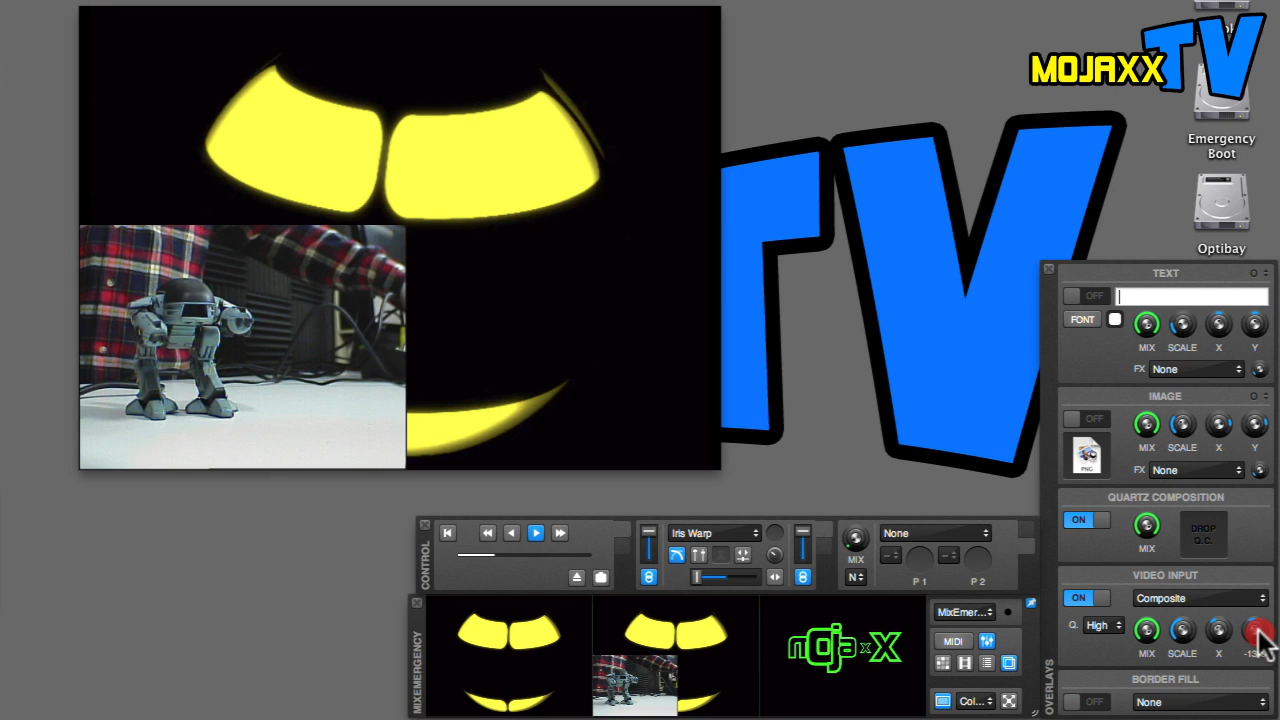 MOJAXX TV
TV
Emergency
Boot
Optibay
TEXT
OFF
FONT
MIX SCALE X Y
FX None
IMAGE
OFF
PNG
MIX SCALE X Y
FX None
QUARTZ COMPOSITION
ON
DROP
Q.C.
MIX
VIDEO INPUT
ON Composite
Q. High
MIX SCALE X
BORDER FILL
OFF None
OVERLAYS
CONTROL
Iris Warp
MIX
N
None
P 1 P 2
MIXEMERGENCY
mojaxx
MixEmer...
MIDI
Col...